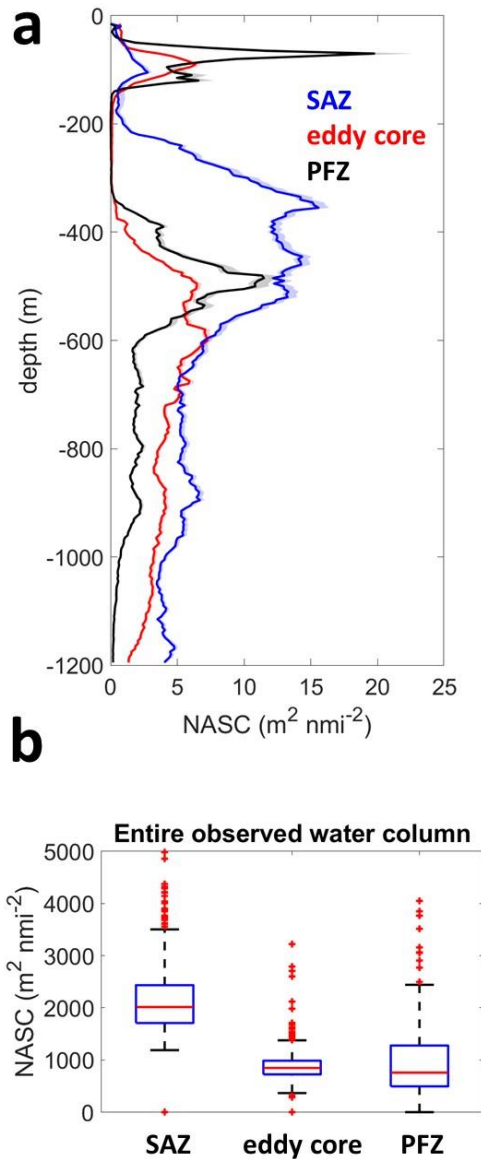 a
-0
-200
-400
-600
-800
-1000
-1200
depth (m)
SAZ
eddy core
PFZ
0 5 10 15 20 25
NASC (m² nmi⁻²)
b
Entire observed water column
5000
4000
3000
2000
1000
0
NASC (m² nmi⁻²)
SAZ eddy core PFZ